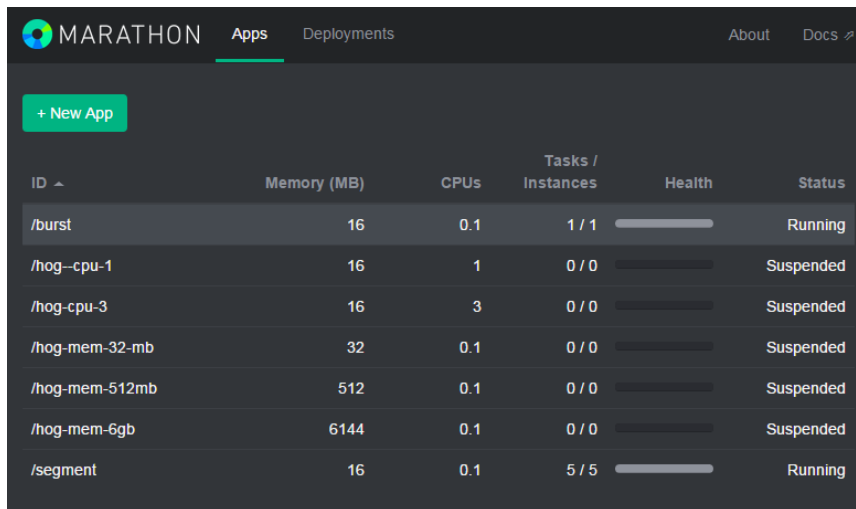 MARATHON Apps Deployments About Docs
+ New App
ID Memory (MB) CPUs Tasks / Instances Health Status
/burst 16 0.1 1 / 1 Running
/hog--cpu-1 16 1 0 / 0 Suspended
/hog-cpu-3 16 3 0 / 0 Suspended
/hog-mem-32-mb 32 0.1 0 / 0 Suspended
/hog-mem-512mb 512 0.1 0 / 0 Suspended
/hog-mem-6gb 6144 0.1 0 / 0 Suspended
/segment 16 0.1 5 / 5 Running